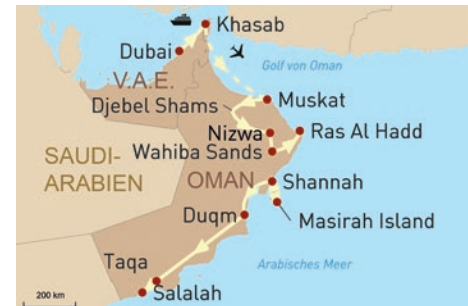 Khasab
Dubai
Golf von Oman
V.A.E.
Djebel Shams
Muskat
Nizwa
Ras Al Hadd
Wahiba Sands
SAUDI-
ARABIEN
OMAN
Shannah
Duqm
Masirah Island
Taqa
Arabisches Meer
Salalah
200 km